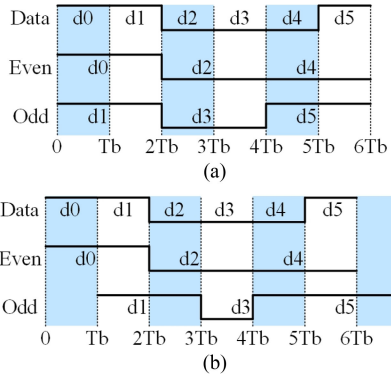 Data d0 d1 d2 d3 d4 d5
Even d0 d2 d4
Odd d1 d3 d5
0 Tb 2Tb 3Tb 4Tb 5Tb 6Tb
(a)
Data d0 d1 d2 d3 d4 d5
Even d0 d2 d4
Odd d1 d3 d5
0 Tb 2Tb 3Tb 4Tb 5Tb 6Tb
(b)